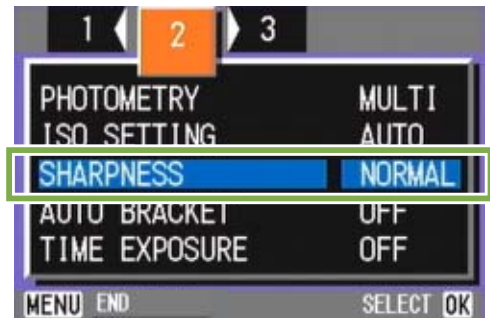 1 2 3
PHOTOMETRY MULTI
ISO SETTING AUTO
SHARPNESS NORMAL
AUTO BRACKET OFF
TIME EXPOSURE OFF
MENU END SELECT OK